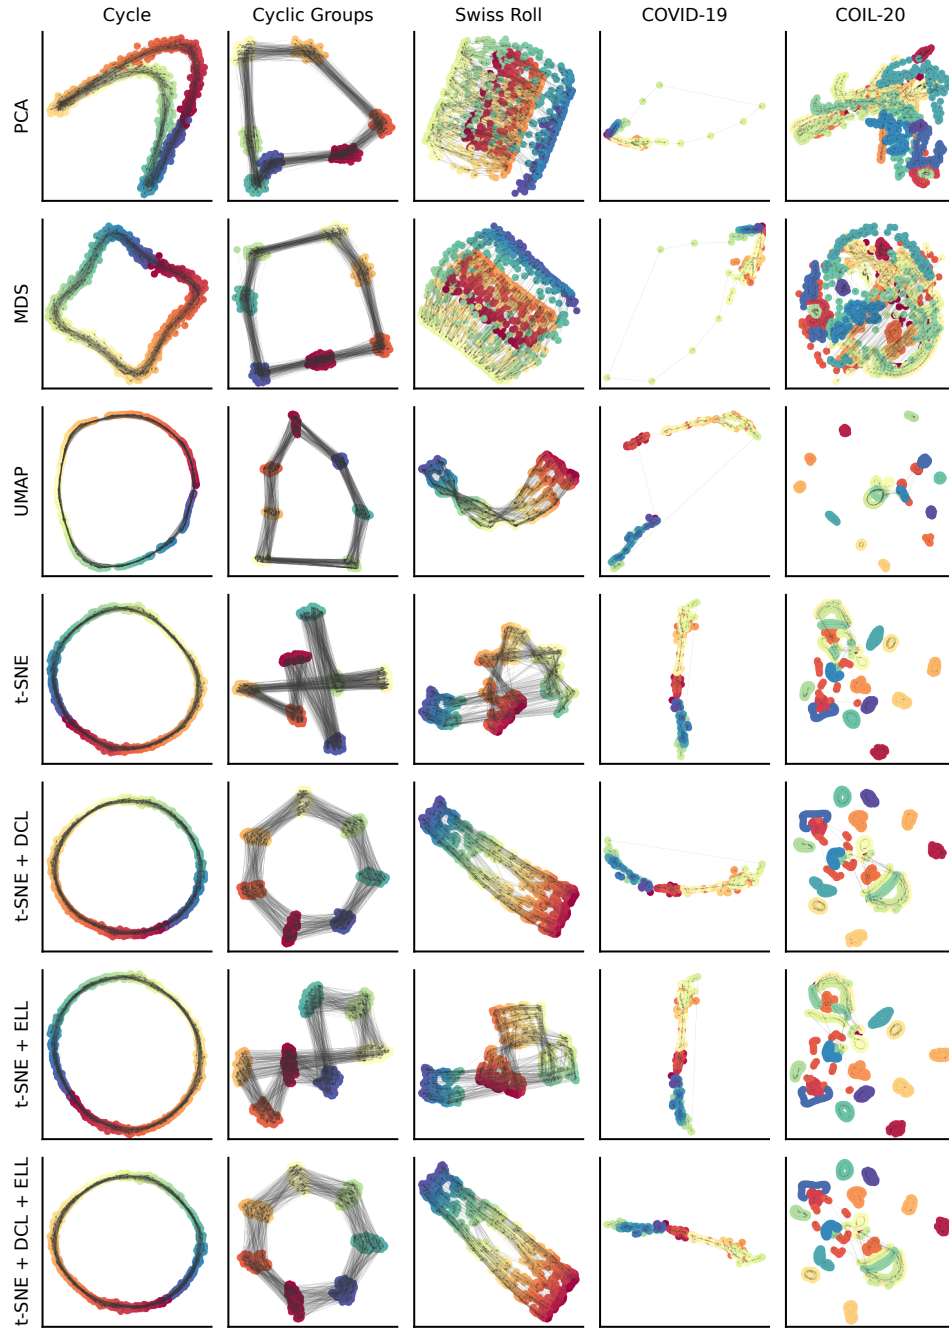 Cycle
Cyclic Groups
Swiss Roll
COVID-19
COIL-20
PCA
MDS
UMAP
t-SNE
t-SNE + DCL
t-SNE + ELL
t-SNE + DCL + ELL